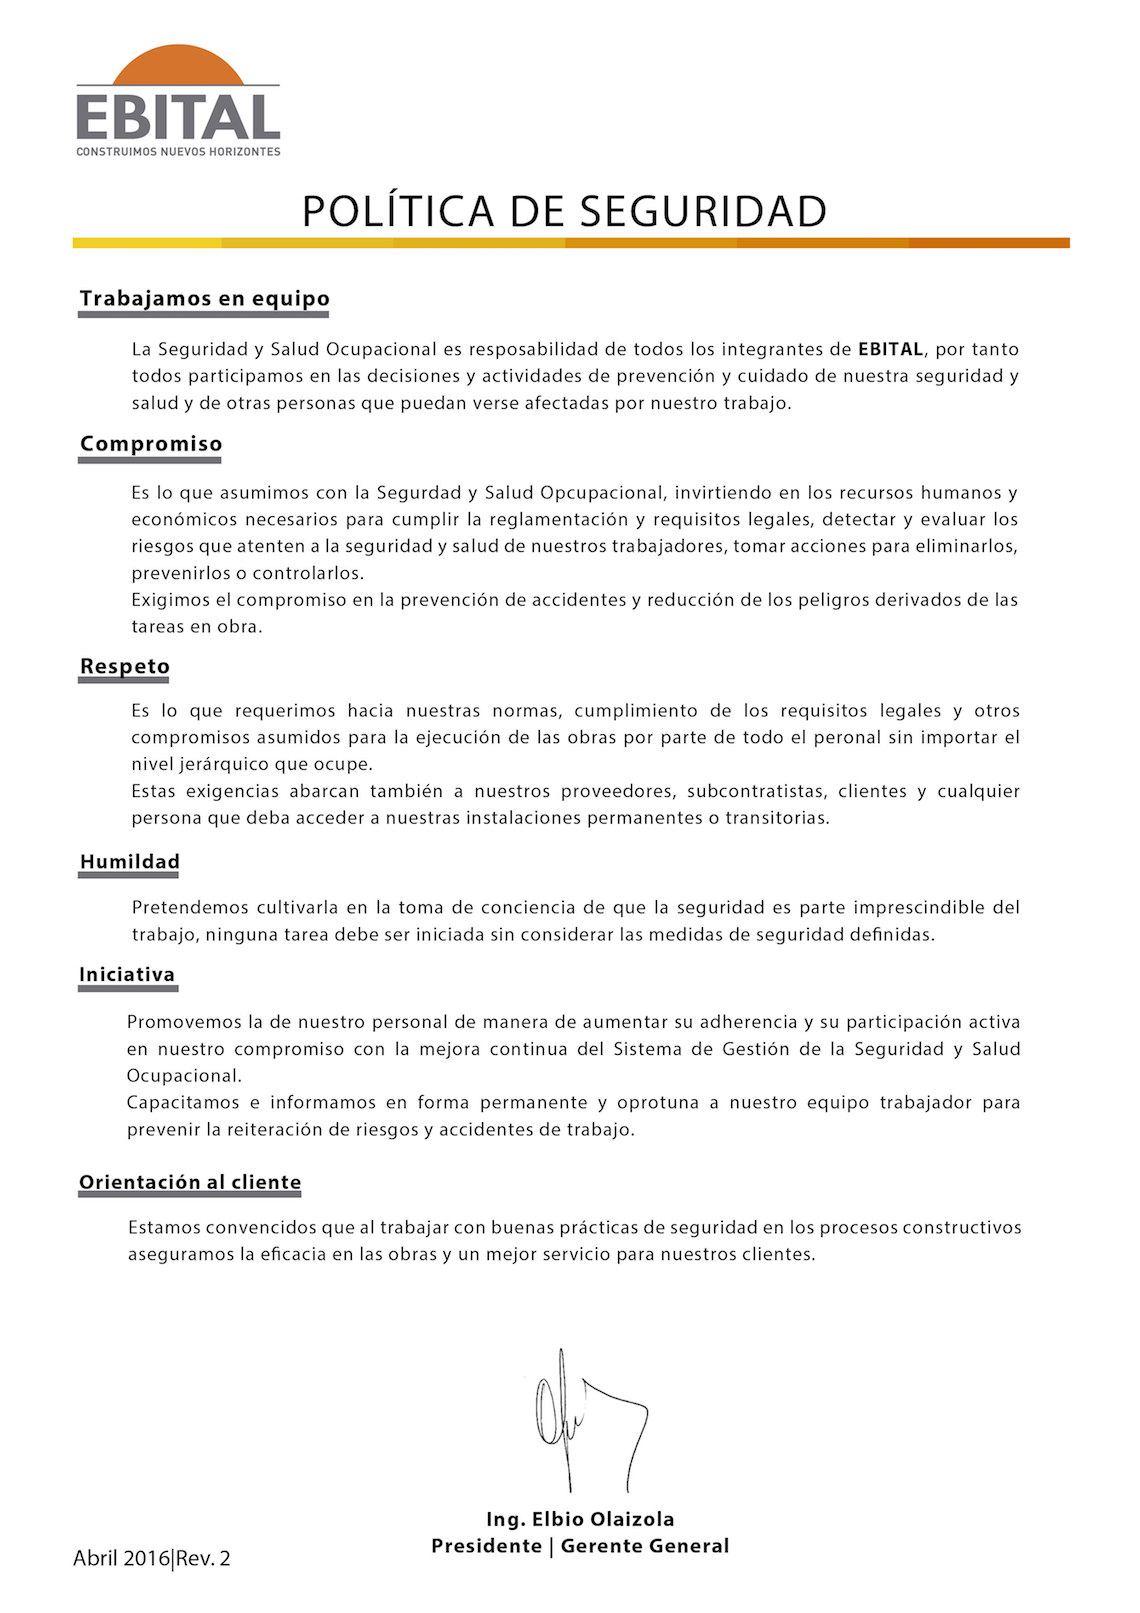 EBITAL
CONSTRUIMOS NUEVOS HORIZONTES
POLÍTICA DE SEGURIDAD
Trabajamos en equipo
La Seguridad y Salud Ocupacional es resposabilidad de todos los integrantes de EBITAL, por tanto
todos participamos en las decisiones y actividades de prevención y cuidado de nuestra seguridad y
salud y de otras personas que puedan verse afectadas por nuestro trabajo.
Compromiso
Es lo que asumimos con la Segurdad y Salud Opcupacional, invirtiendo en los recursos humanos y
económicos necesarios para cumplir la reglamentación y requisitos legales, detectar y evaluar los
riesgos que atenten a la seguridad y salud de nuestros trabajadores, tomar acciones para eliminarlos,
prevenirlos o controlarlos.
Exigimos el compromiso en la prevención de accidentes y reducción de los peligros derivados de las
tareas en obra.
Respeto
Es lo que requerimos hacia nuestras normas, cumplimiento de los requisitos legales y otros
compromisos asumidos para la ejecución de las obras por parte de todo el peronal sin importar el
nivel jerárquico que ocupe.
Estas exigencias abarcan también a nuestros proveedores, subcontratistas, clientes y cualquier
persona que deba acceder a nuestras instalaciones permanentes o transitorias.
Humildad
Pretendemos cultivarla en la toma de conciencia de que la seguridad es parte imprescindible del
trabajo, ninguna tarea debe ser iniciada sin considerar las medidas de seguridad definidas.
Iniciativa
Promovemos la de nuestro personal de manera de aumentar su adherencia y su participación activa
en nuestro compromiso con la mejora continua del Sistema de Gestión de la Seguridad y Salud
Ocupacional.
Capacitamos e informamos en forma permanente y oprotuna a nuestro equipo trabajador para
prevenir la reiteración de riesgos y accidentes de trabajo.
Orientación al cliente
Estamos convencidos que al trabajar con buenas prácticas de seguridad en los procesos constructivos
aseguramos la eficacia en las obras y un mejor servicio para nuestros clientes.
Ing. Elbio Olaizola
Presidente | Gerente General
Abril 2016|Rev. 2